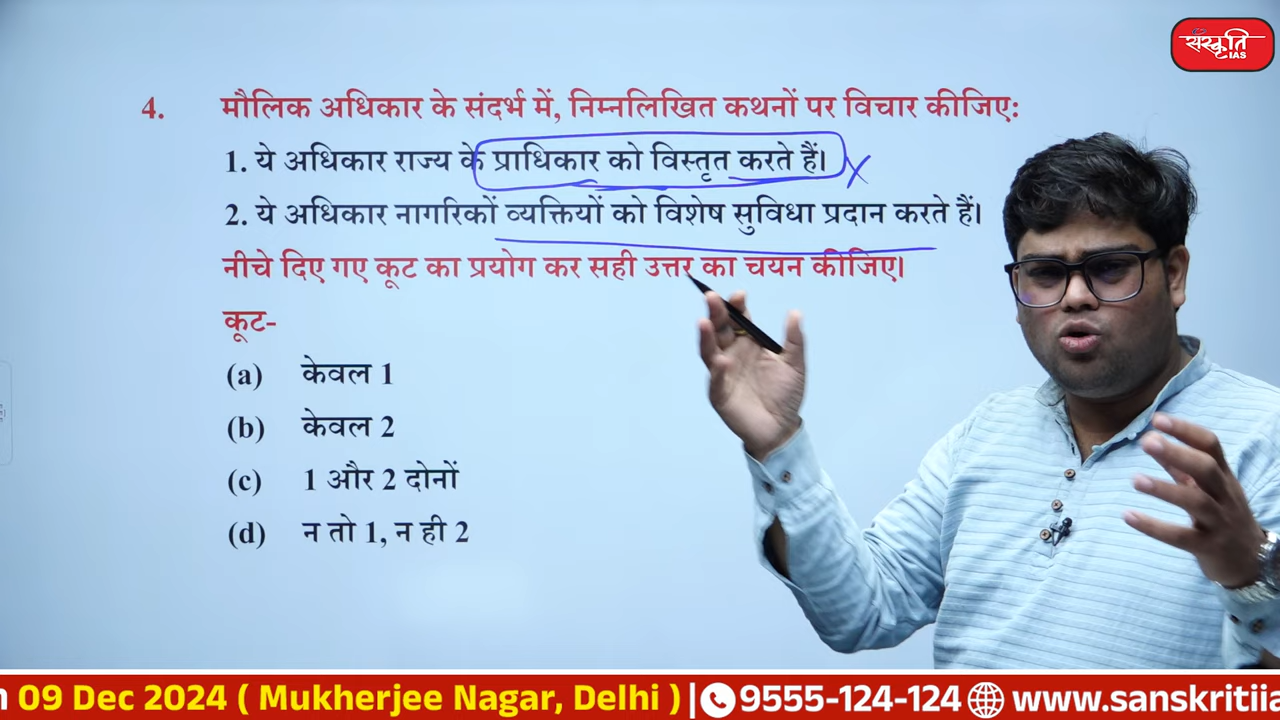 संस्कृति
IAS
4. मौलिक अधिकार के संदर्भ में, निम्नलिखित कथनों पर विचार कीजिए:
1. ये अधिकार राज्य के प्राधिकार को विस्तृत करते हैं। X
2. ये अधिकार नागरिकों व्यक्तियों को विशेष सुविधा प्रदान करते हैं।
नीचे दिए गए कूट का प्रयोग कर सही उत्तर का चयन कीजिए।
कूट-
(a) केवल 1
(b) केवल 2
(c) 1 और 2 दोनों
(d) न तो 1, न ही 2
09 Dec 2024 ( Mukherjee Nagar, Delhi ) | 9555-124-124 www.sanskritiia